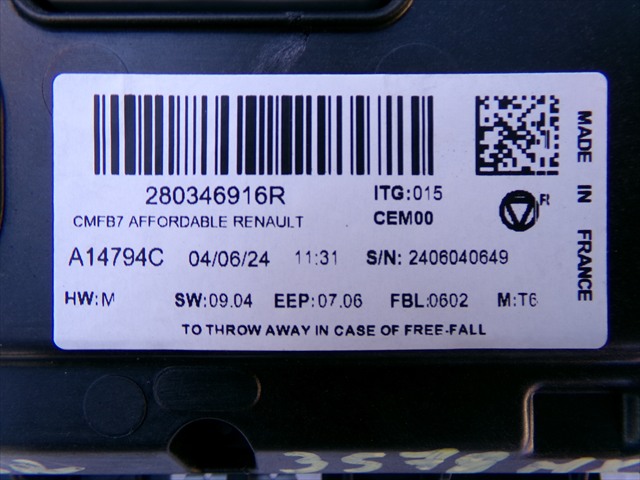 280346916R ITG:015
CMFB7 AFFORDABLE RENAULT CEM00
R
A14794C 04/06/24 11:31 S/N: 2406040649
HW:M SW:09.04 EEP:07.06 FBL:0602 M:T6
TO THROW AWAY IN CASE OF FREE-FALL
MADE IN FRANCE